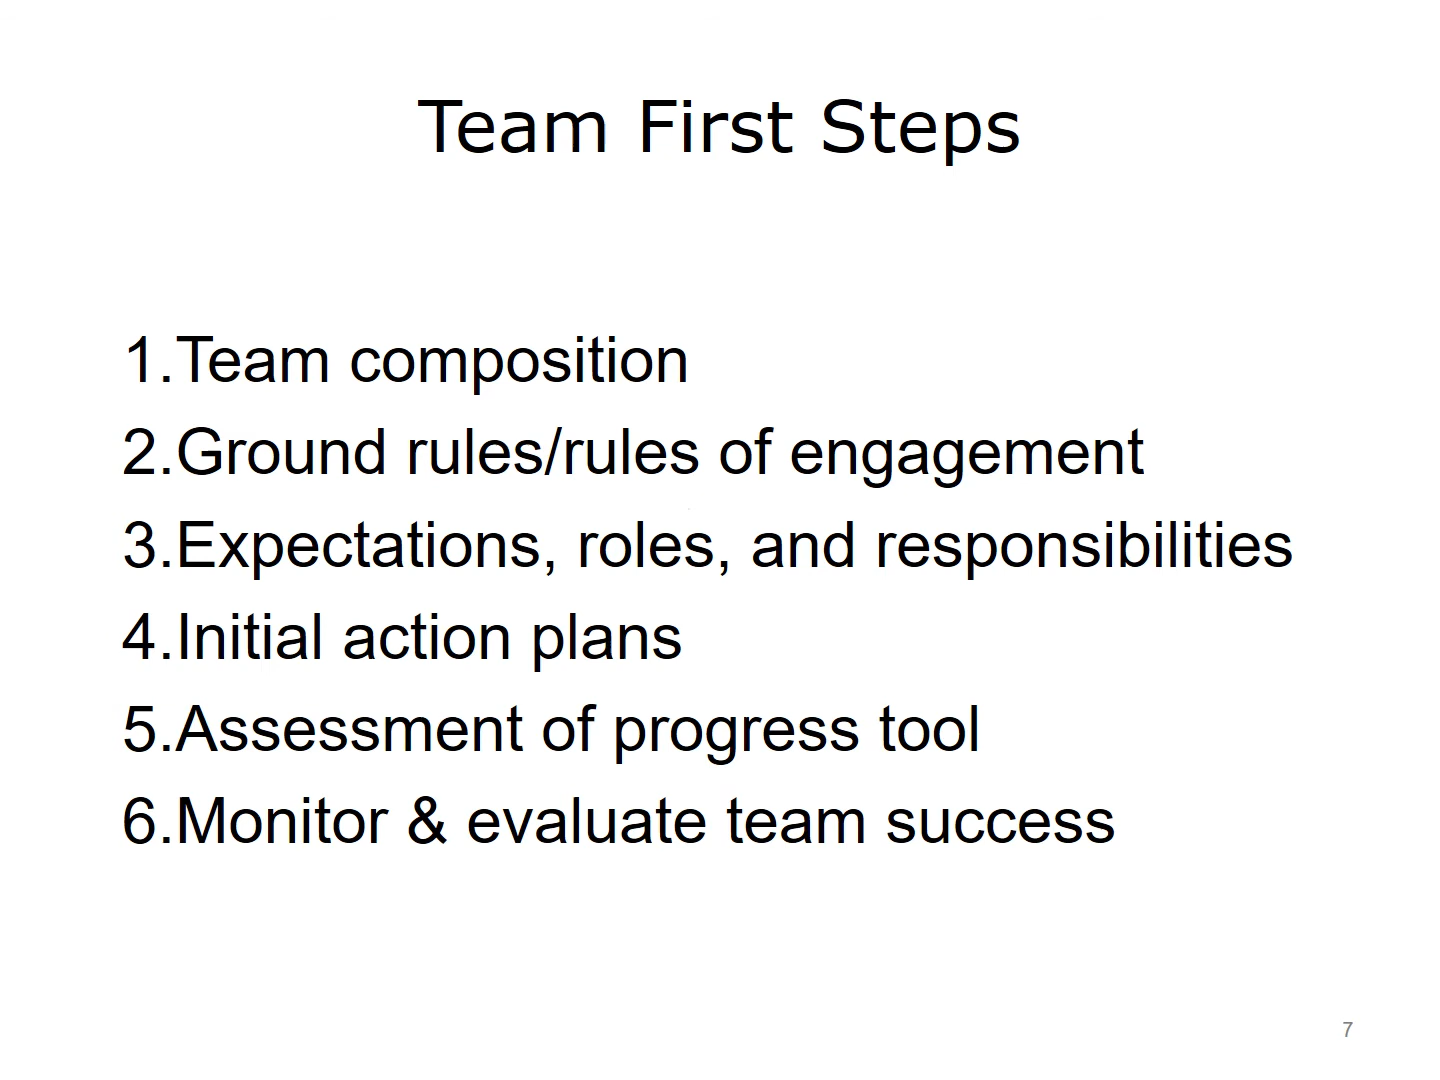 Team First Steps
1.Team composition
2.Ground rules/rules of engagement
3.Expectations, roles, and responsibilities
4.Initial action plans
5.Assessment of progress tool
6.Monitor & evaluate team success
7